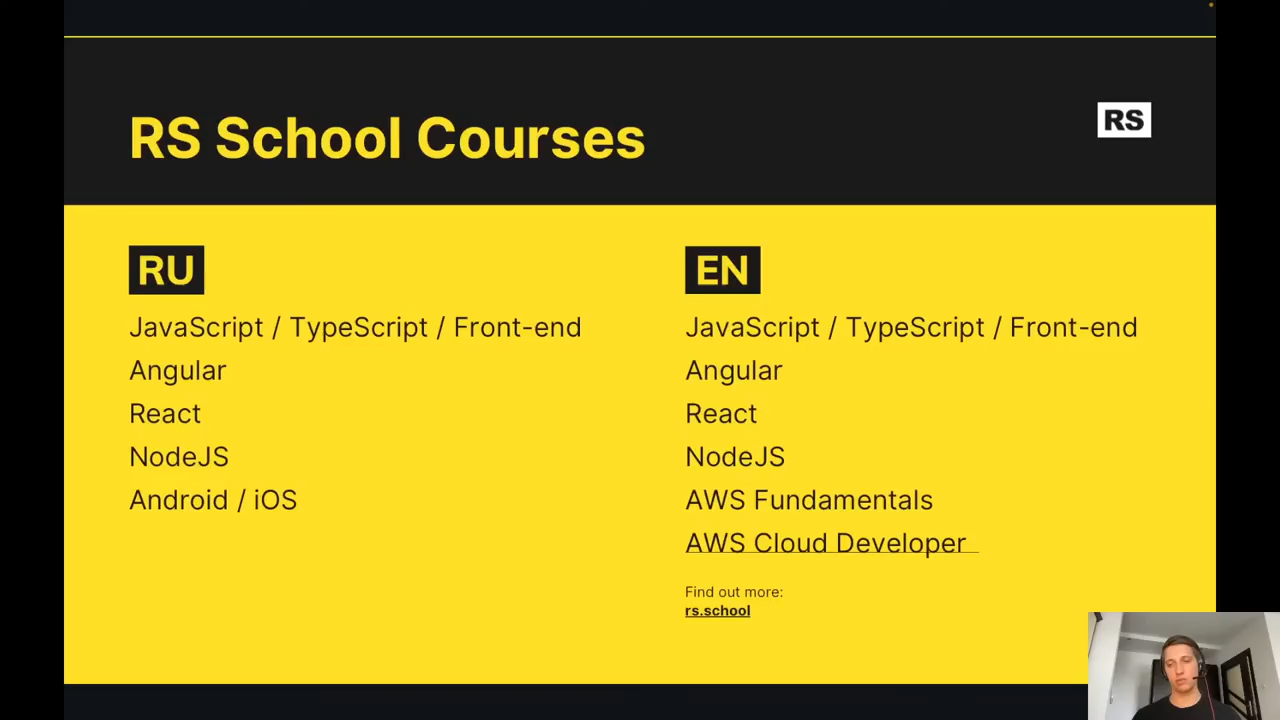 RS School Courses
RS
RU
JavaScript / TypeScript / Front-end
Angular
React
NodeJS
Android / iOS
EN
JavaScript / TypeScript / Front-end
Angular
React
NodeJS
AWS Fundamentals
AWS Cloud Developer
Find out more:
rs.school